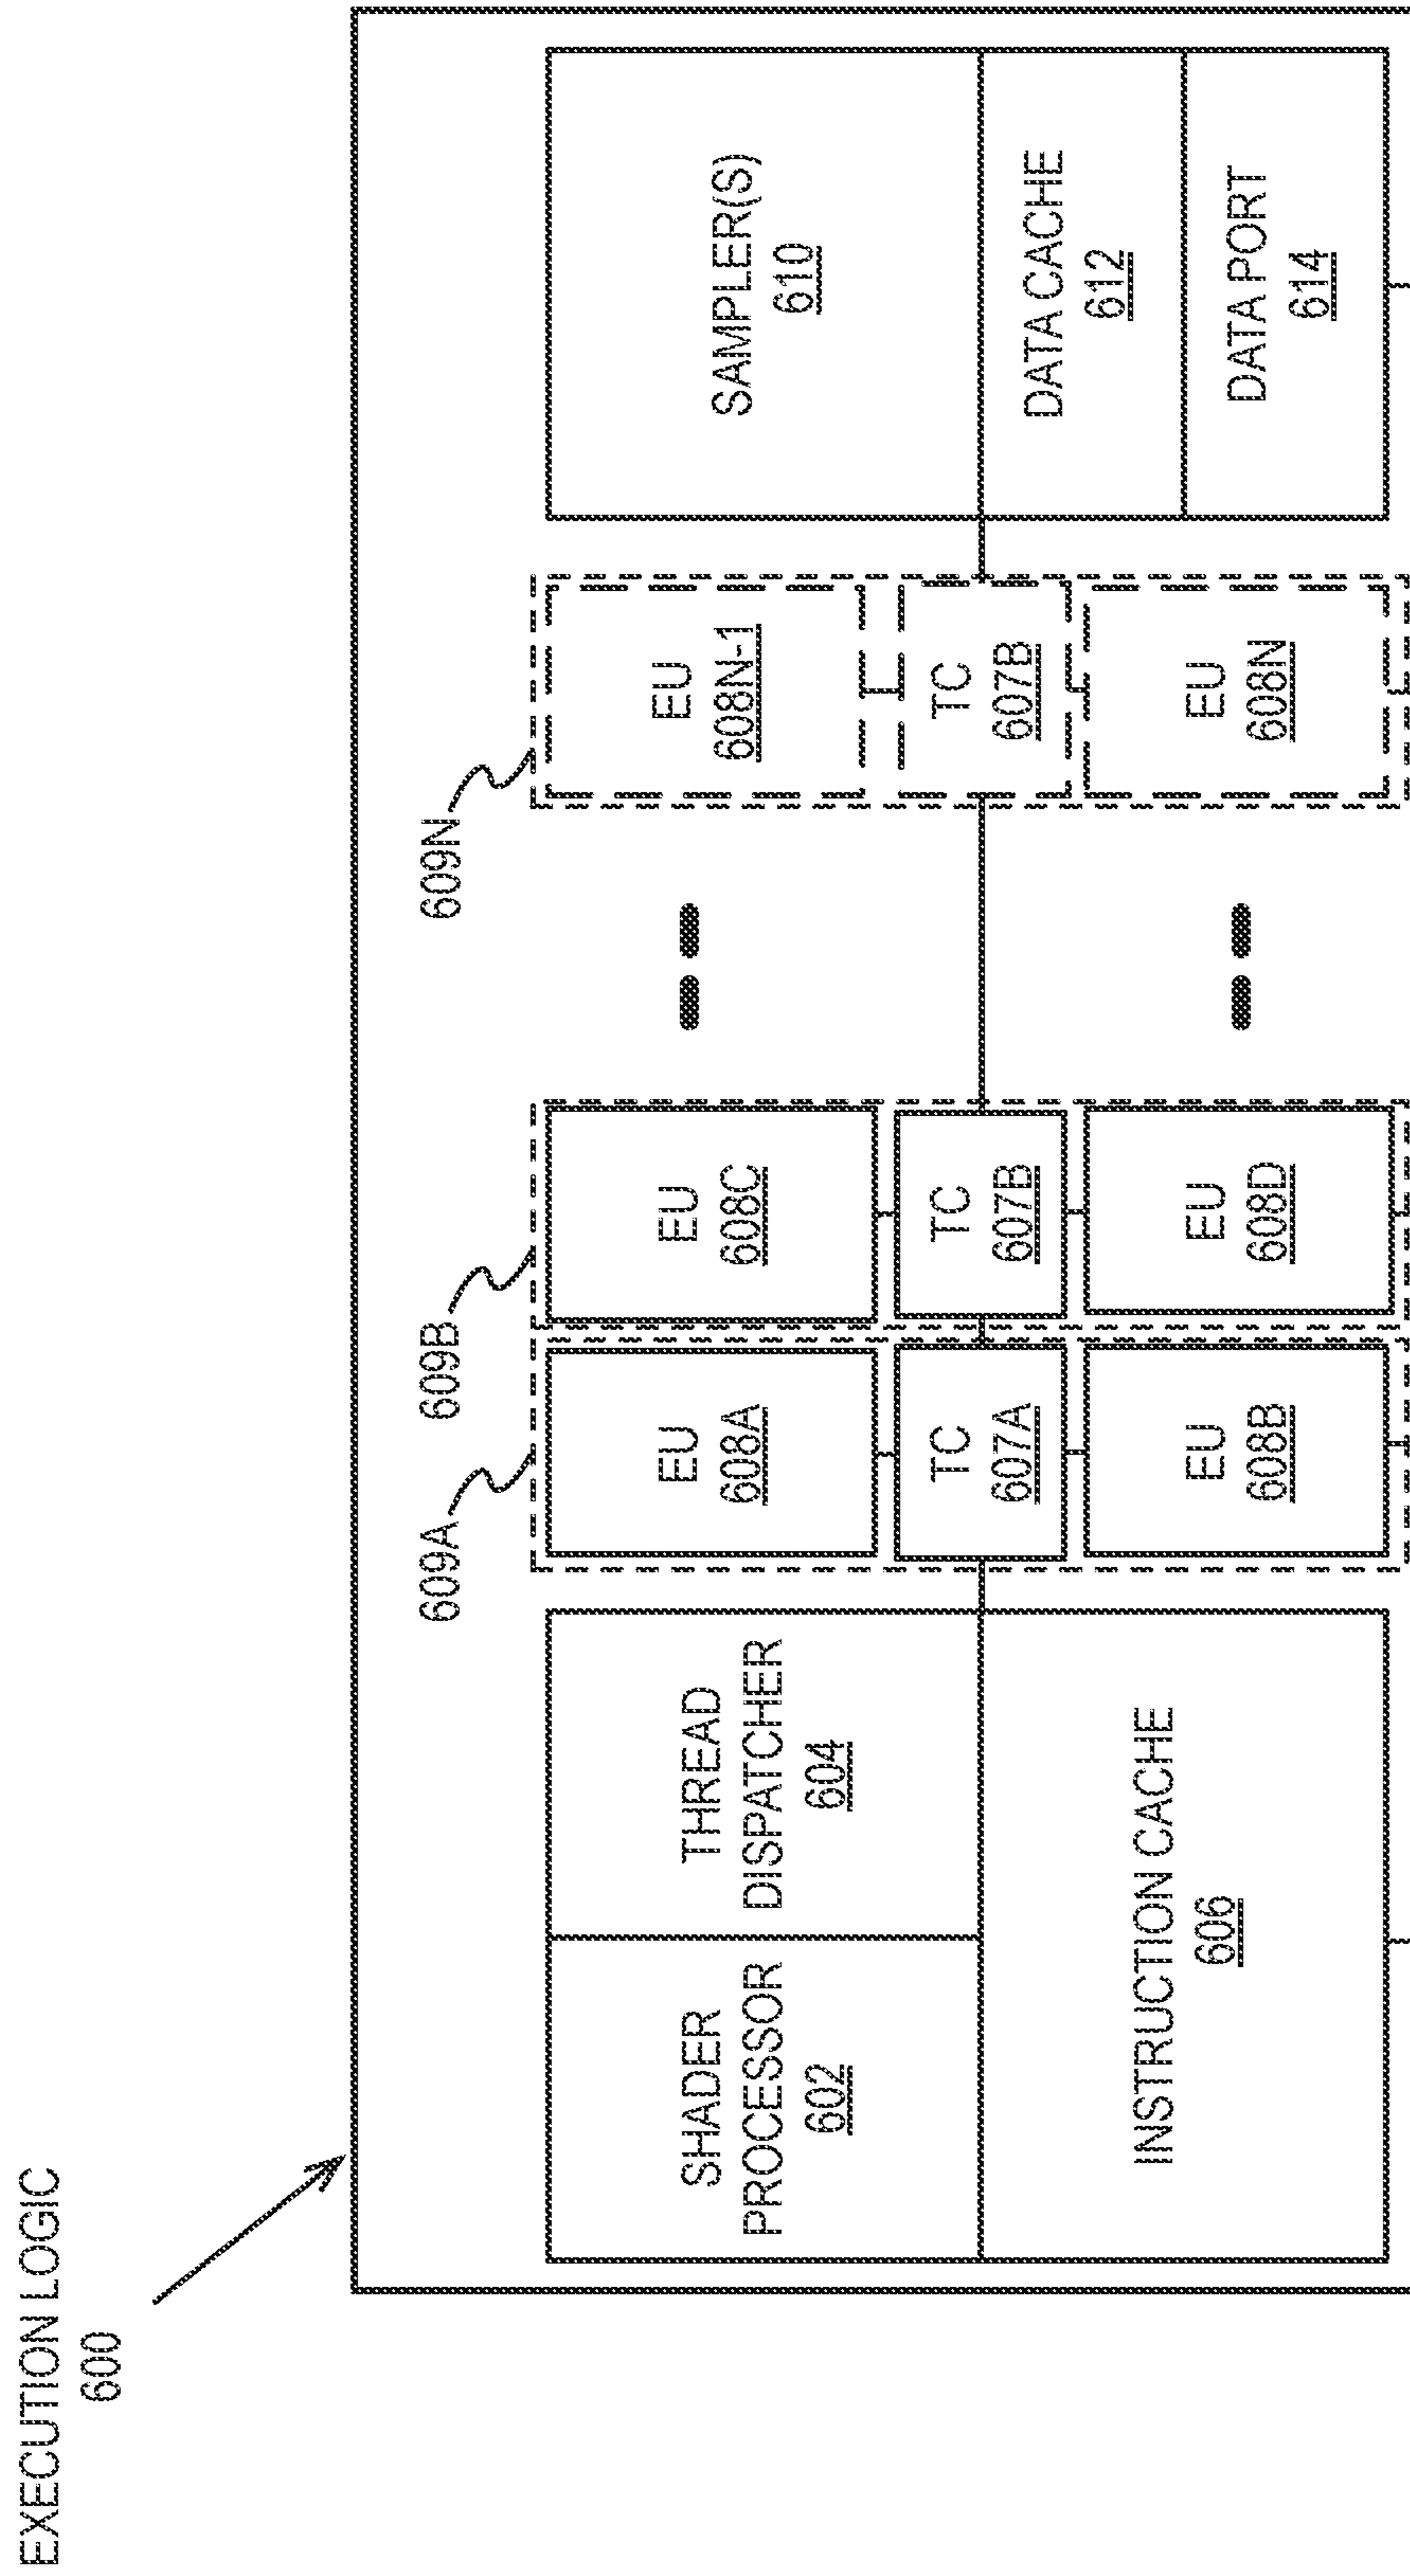 EXECUTION LOGIC
600
609A
609B
609N
SHADER
PROCESSOR
602
THREAD
DISPATCHER
604
INSTRUCTION CACHE
606
EU
608A
TC
607A
EU
608B
EU
608C
TC
607B
EU
608D
EU
608N-1
TC
607B
EU
608N
SAMPLER(S)
610
DATA CACHE
612
DATA PORT
614